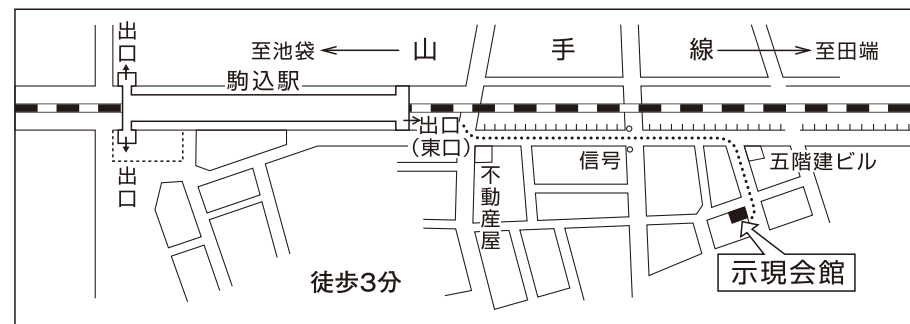 出口
至池袋
山手線
至田端
駒込駅
出口
(東口)
出口
不動産屋
信号
五階建ビル
示現会館
徒歩3分